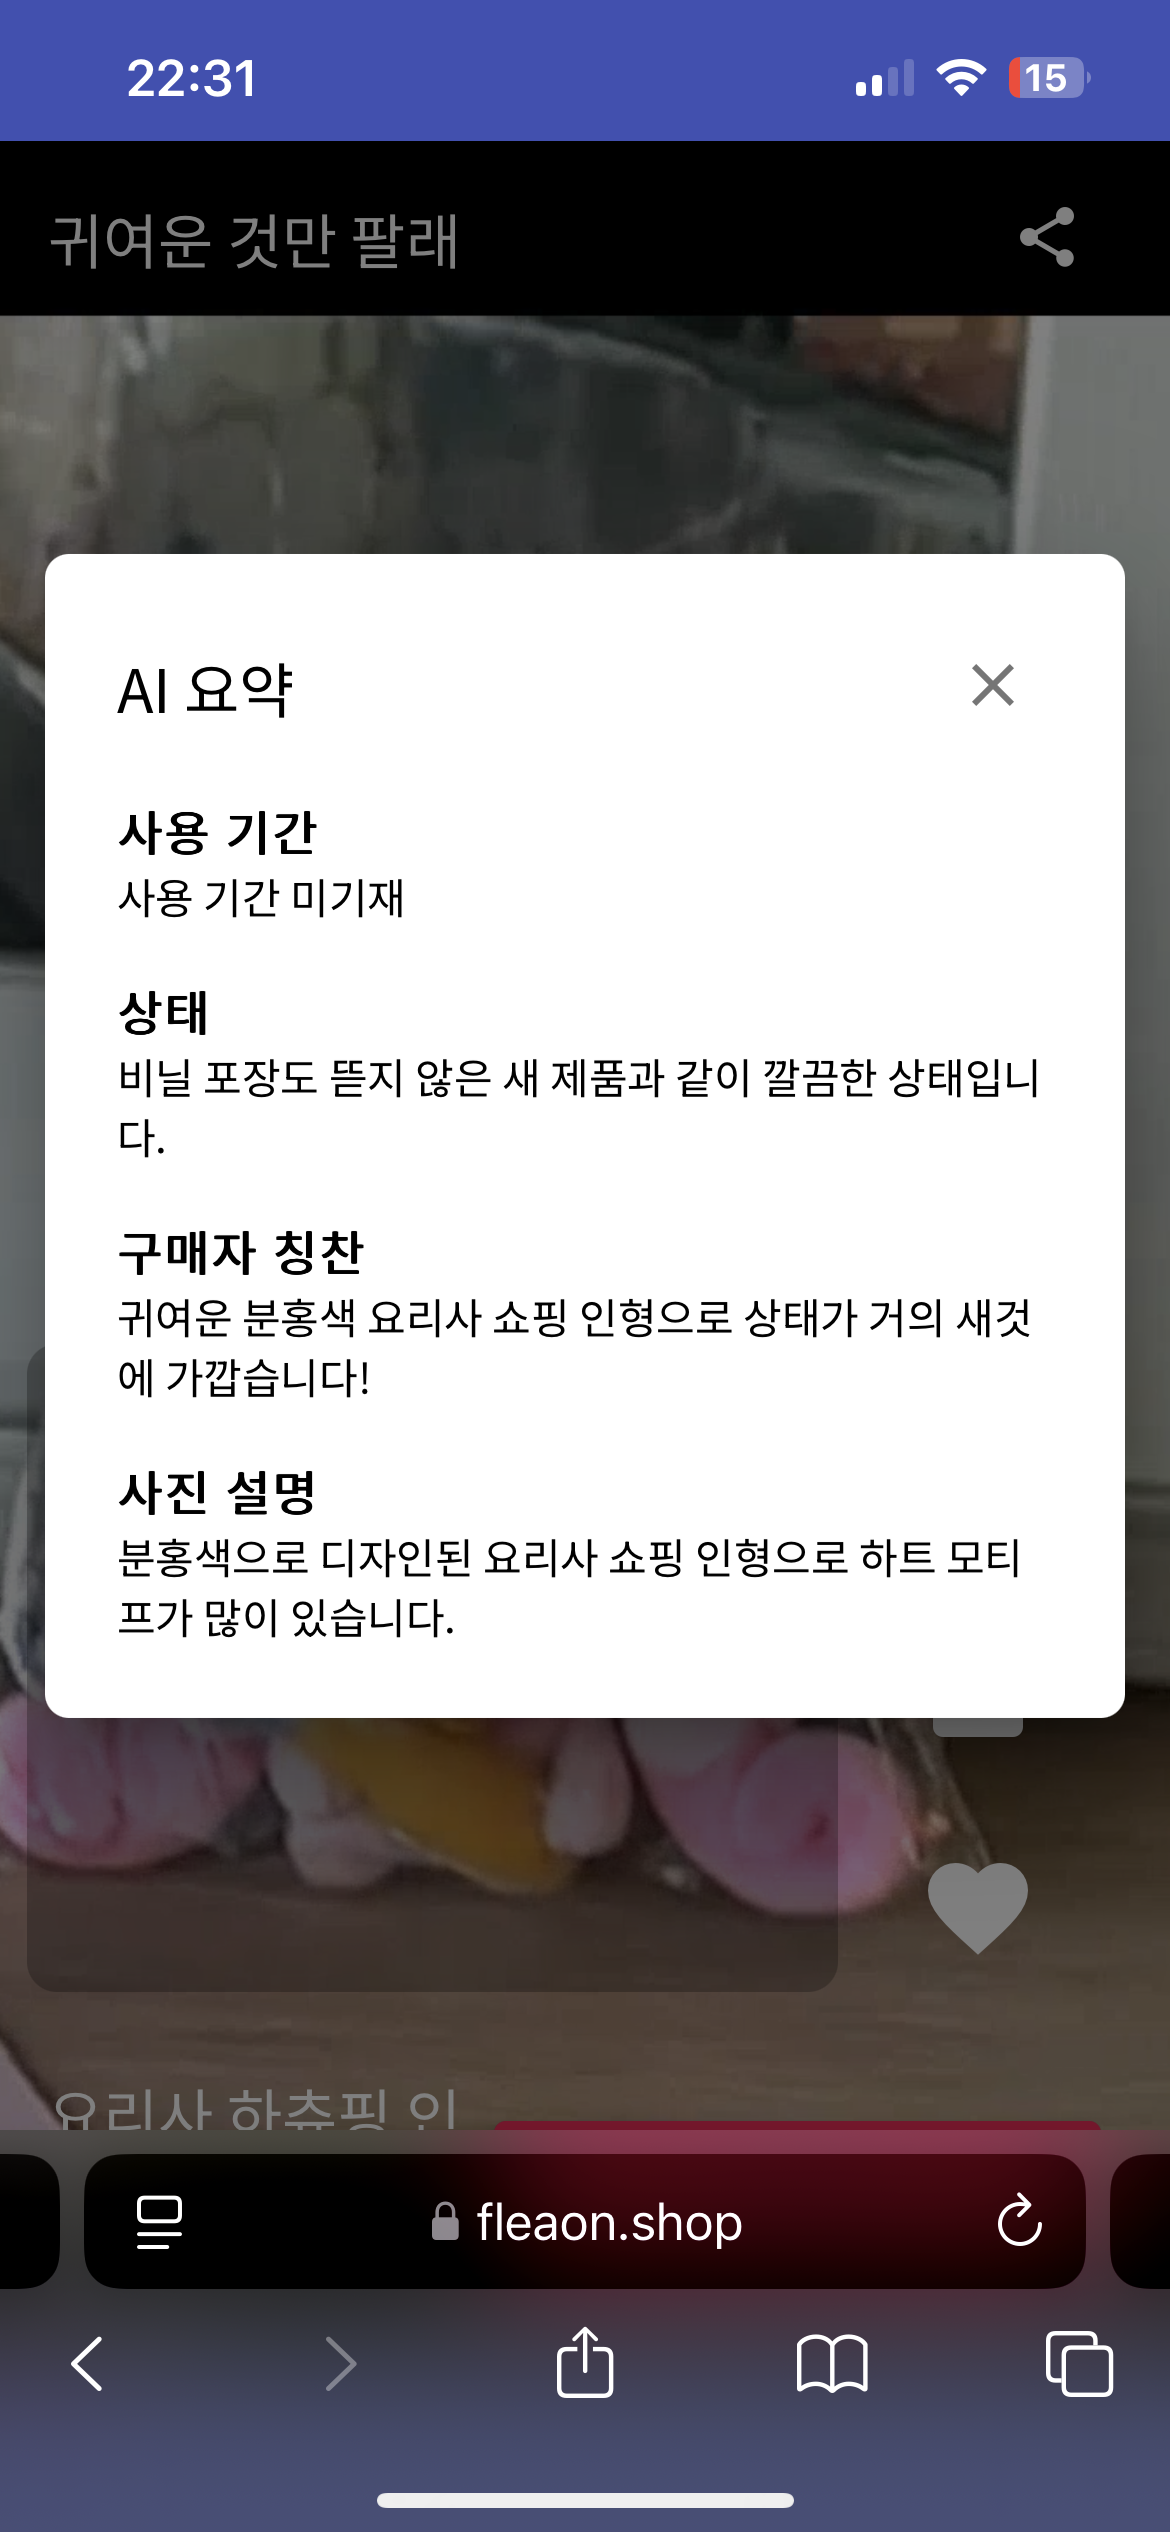 22:31
15
귀여운 것만 팔래
AI 요약
사용 기간
사용 기간 미기재
상태
비닐 포장도 뜯지 않은 새 제품과 같이 깔끔한 상태입니
다.
구매자 칭찬
귀여운 분홍색 요리사 쇼핑 인형으로 상태가 거의 새것
에 가깝습니다!
사진 설명
분홍색으로 디자인된 요리사 쇼핑 인형으로 하트 모티
프가 많이 있습니다.
요리사 하츄핑 인
fleaon.shop